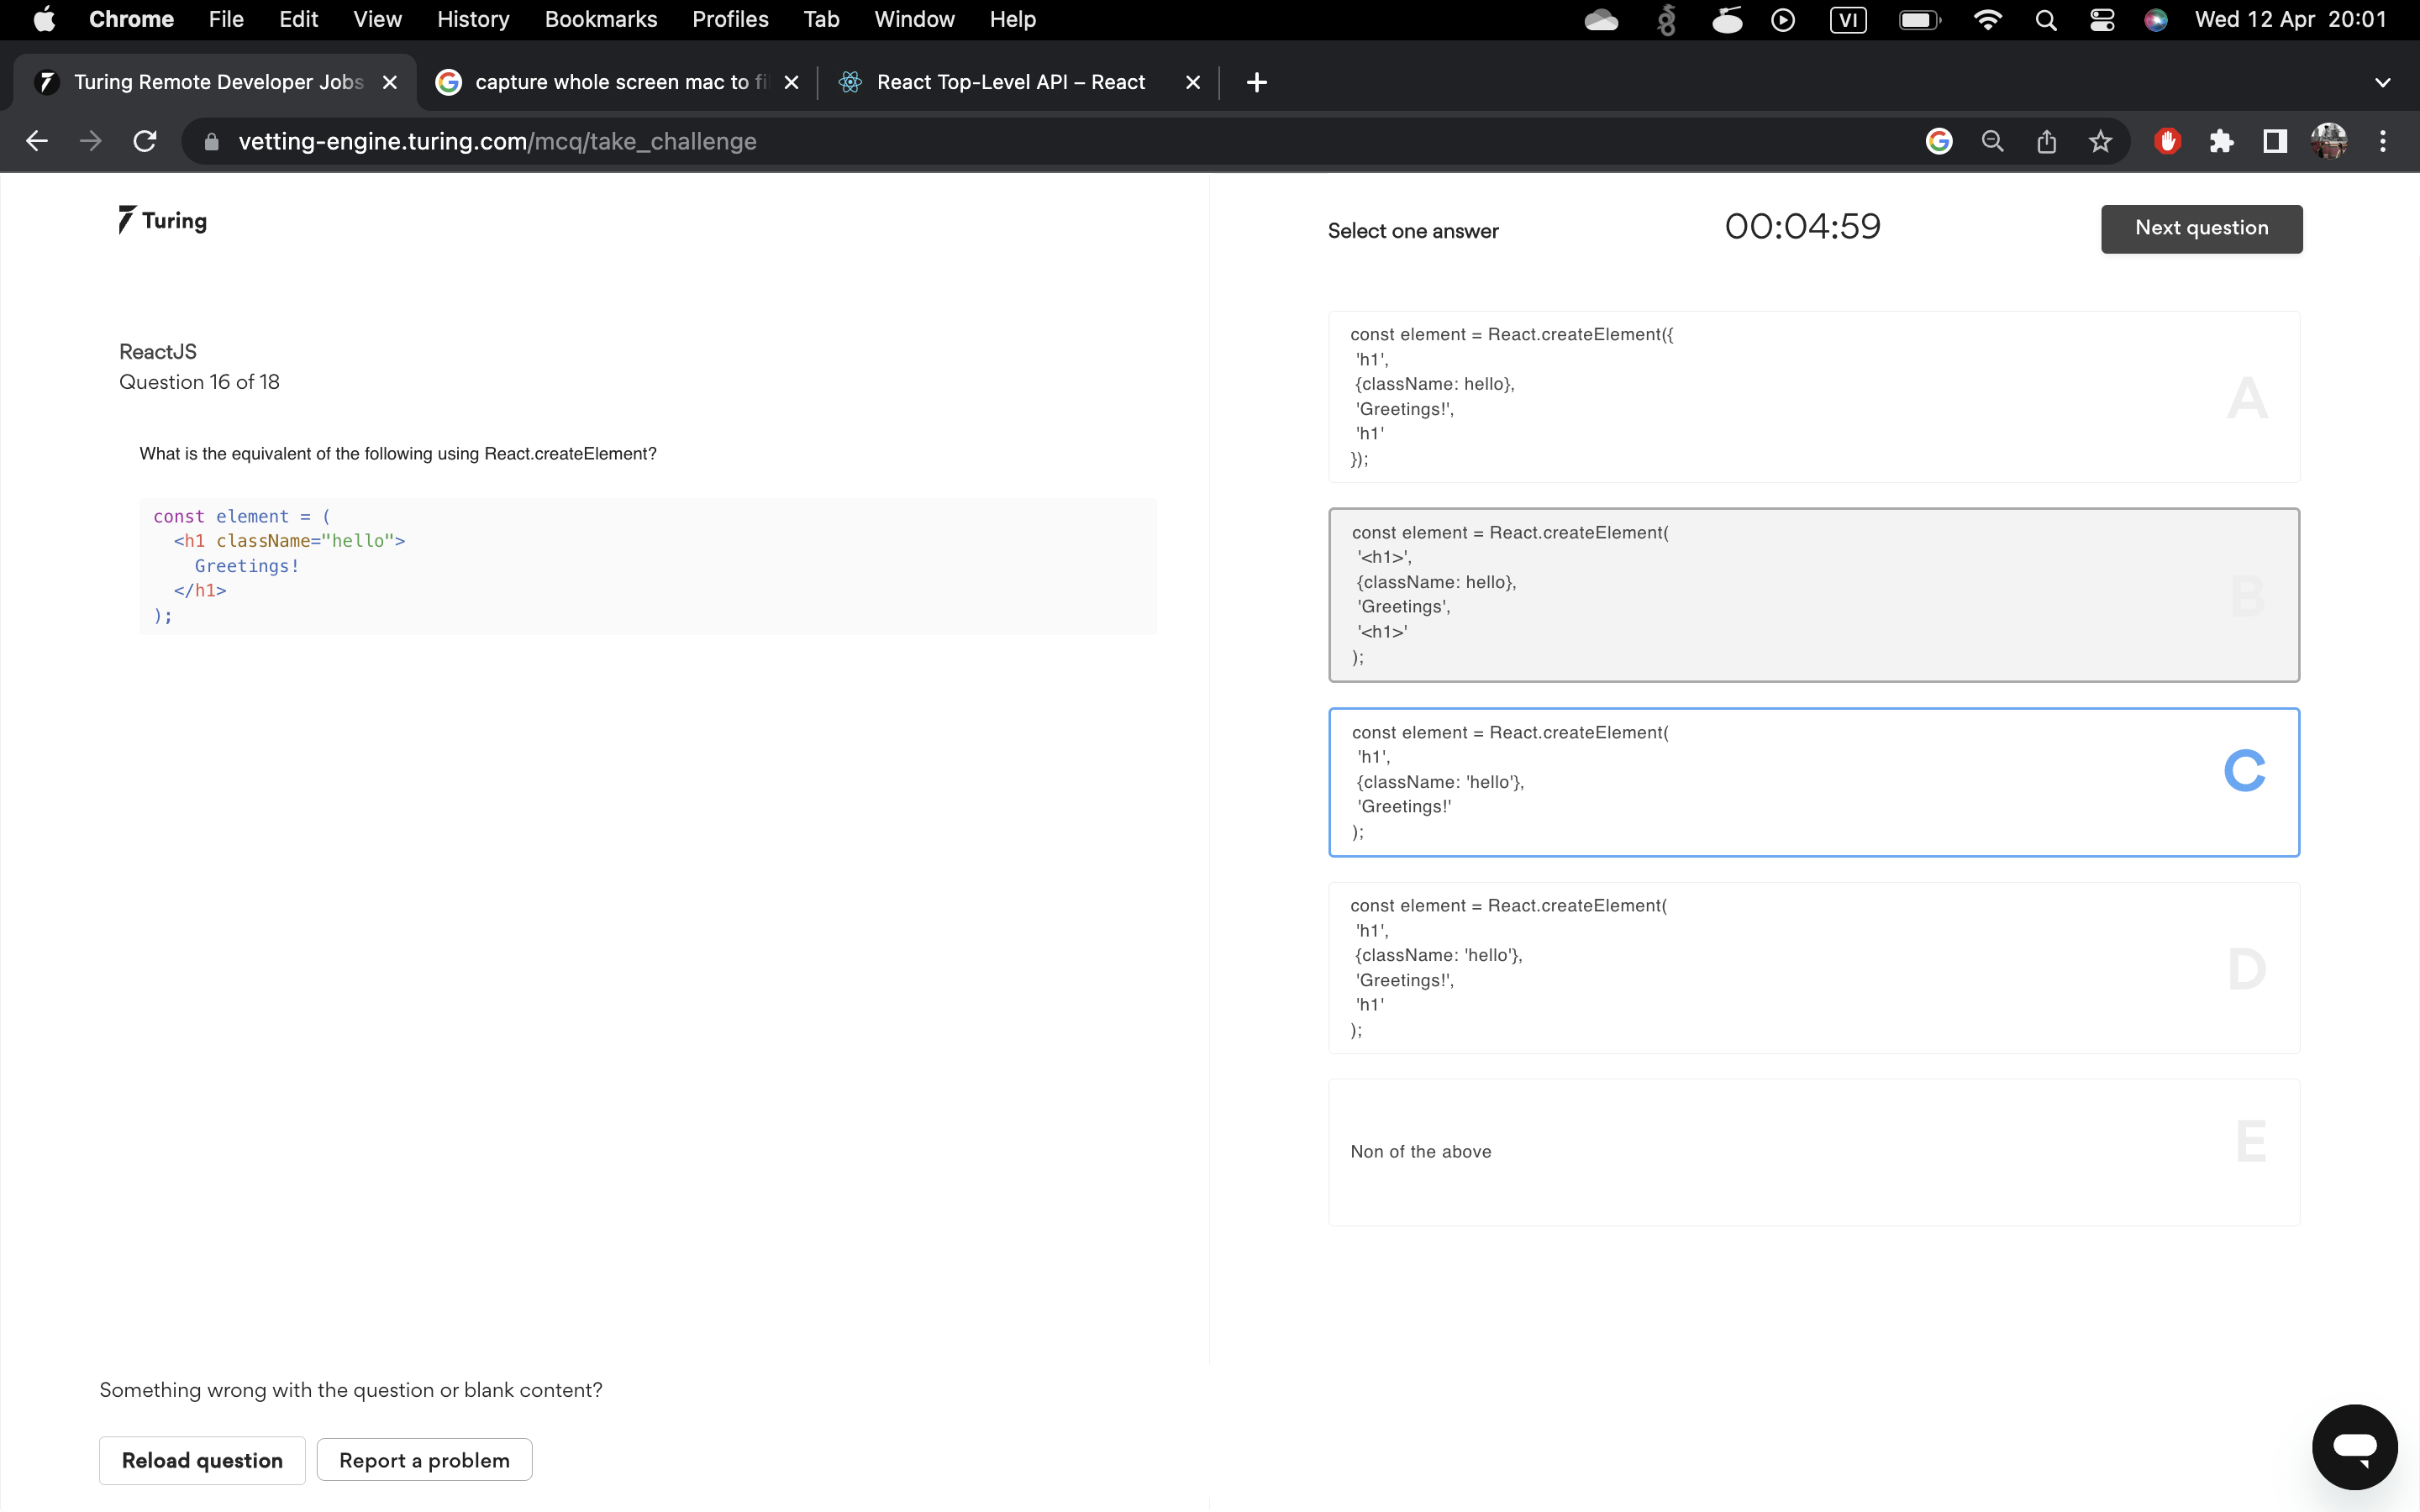 Chrome File Edit View History Bookmarks Profiles Tab Window Help VI Wed 12 Apr 20:01
Turing Remote Developer Jobs capture whole screen mac to fi React Top-Level API – React
vetting-engine.turing.com/mcq/take_challenge
Turing
ReactJS
Question 16 of 18
What is the equivalent of the following using React.createElement?
const element = (
<h1 className="hello">
Greetings!
</h1>
);
Something wrong with the question or blank content?
Reload question Report a problem
Select one answer 00:04:59 Next question
const element = React.createElement({
'h1',
{className: hello},
'Greetings!',
'h1'
});
A
const element = React.createElement(
'<h1>',
{className: hello},
'Greetings',
'<h1>'
);
B
const element = React.createElement(
'h1',
{className: 'hello'},
'Greetings!'
);
C
const element = React.createElement(
'h1',
{className: 'hello'},
'Greetings!',
'h1'
);
D
Non of the above
E